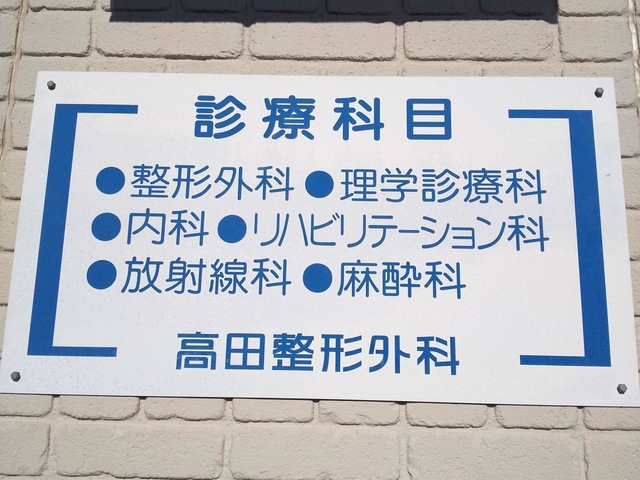 診療科目
●整形外科 ●理学診療科
●内科 ●リハビリテーション科
●放射線科 ●麻酔科
高田整形外科